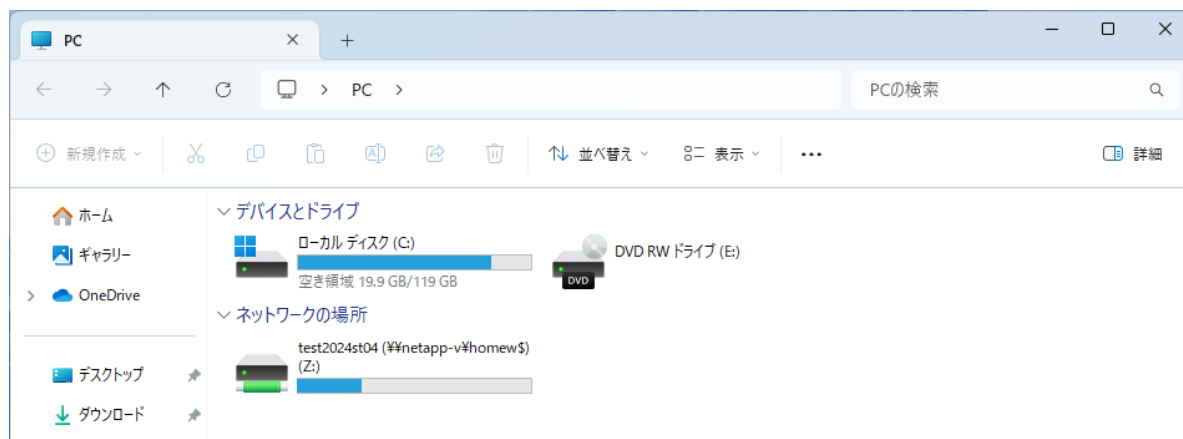 PC
PC
PCの検索
新規作成
並べ替え
表示
詳細
ホーム
ギャラリー
OneDrive
デスクトップ
ダウンロード
デバイスとドライブ
ローカル ディスク (C:)
空き領域 19.9 GB/119 GB
DVD RW ドライブ (E:)
DVD
ネットワークの場所
test2024st04 (¥¥netapp-v¥homew$)
(Z:)